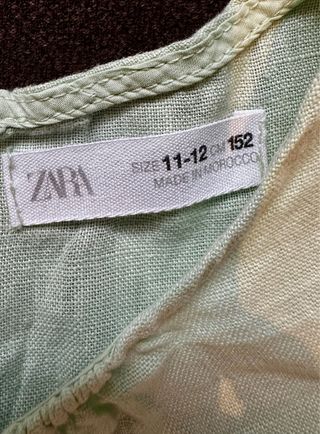 ZARA
SIZE 11-12 CM 152
MADE IN MOROCCO